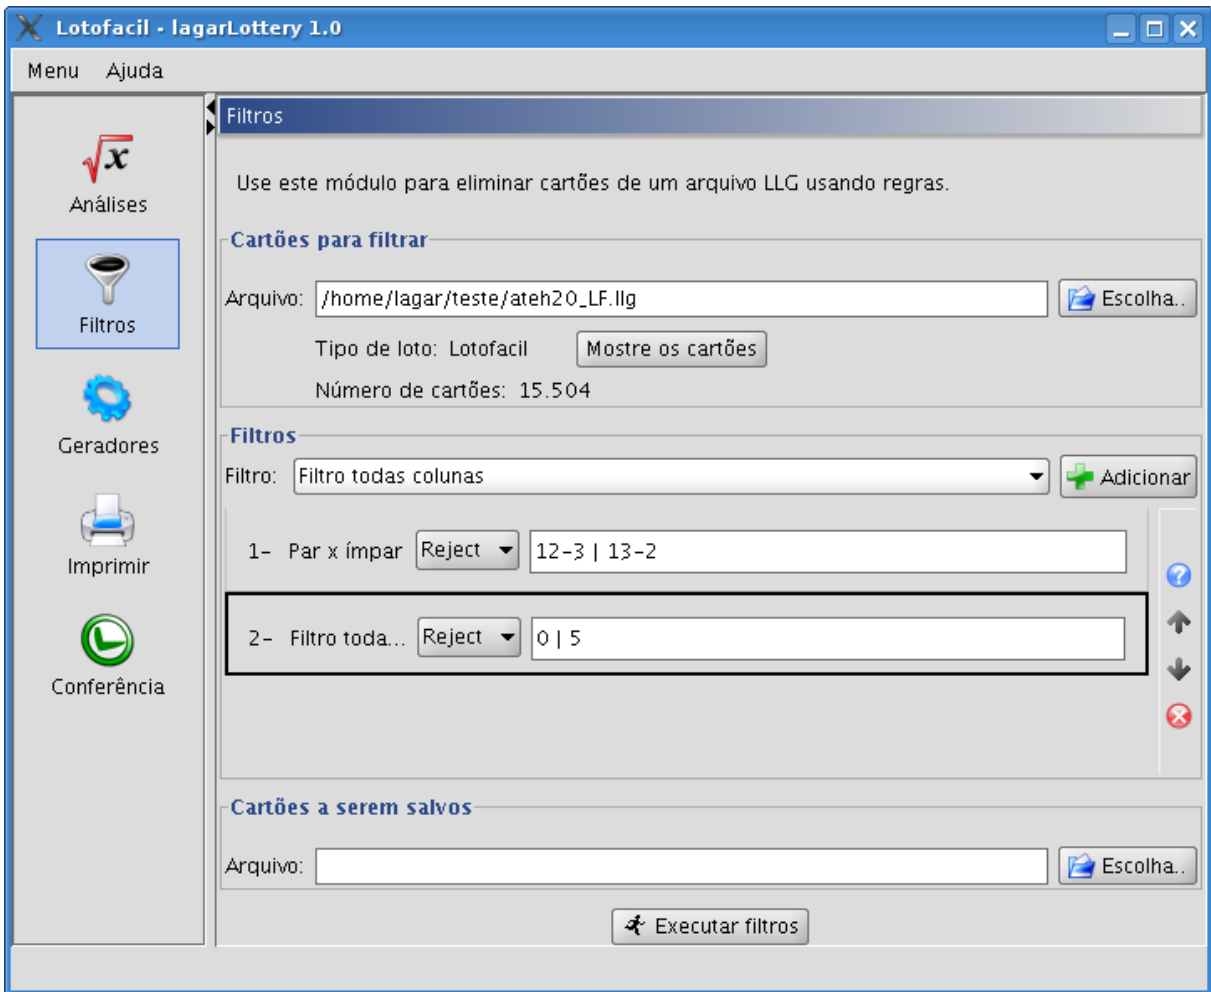 Lotofacil - lagarLottery 1.0
Menu Ajuda
Análises
Filtros
Geradores
Imprimir
Conferência
Filtros
Use este módulo para eliminar cartões de um arquivo LLG usando regras.
Cartões para filtrar
Arquivo: /home/lagar/teste/ateh20_LF.llg Escolha..
Tipo de loto: Lotofacil Mostre os cartões
Número de cartões: 15.504
Filtros
Filtro: Filtro todas colunas Adicionar
1- Par x ímpar Reject 12-3 | 13-2
2- Filtro toda... Reject 0 | 5
Cartões a serem salvos
Arquivo: Escolha..
Executar filtros